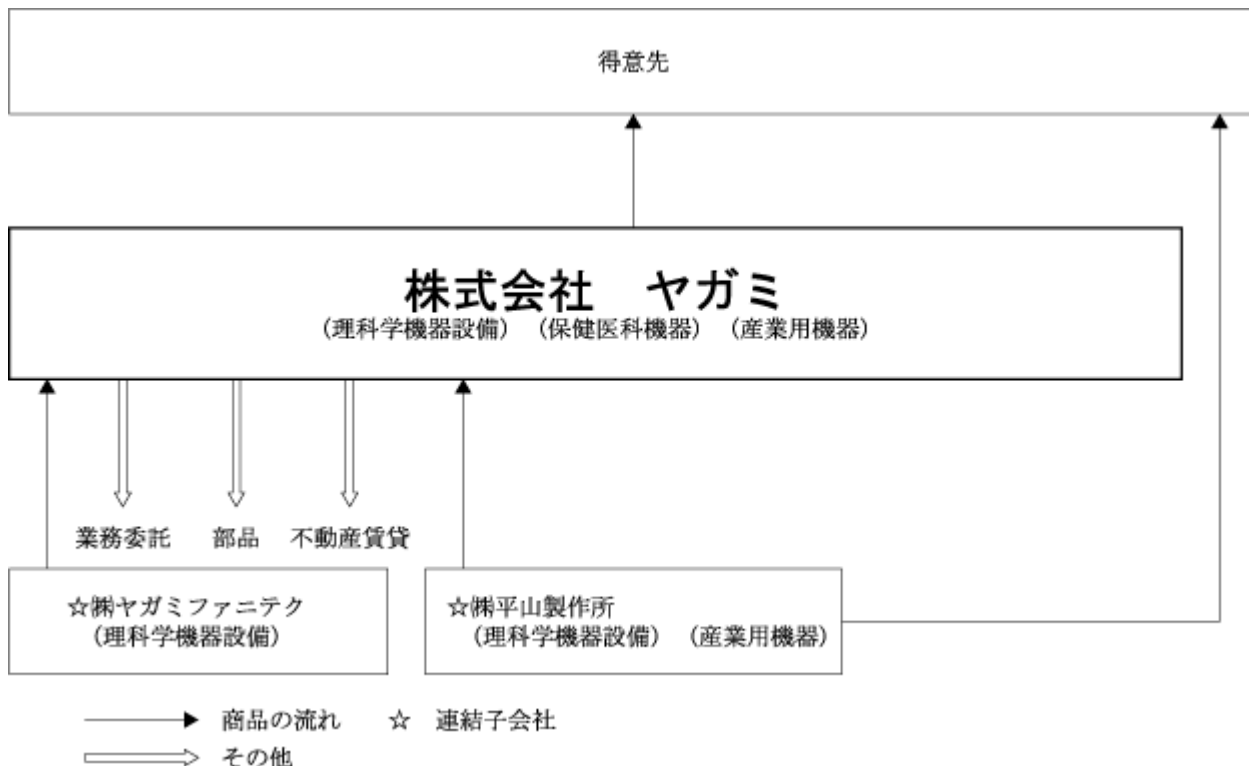 得意先
株式会社 ヤガミ
(理科学機器設備) (保健医科機器) (産業用機器)
業務委託 部品 不動産賃貸
☆㈱ヤガミファニテク
(理科学機器設備)
☆㈱平山製作所
(理科学機器設備) (産業用機器)
商品の流れ ☆ 連結子会社
その他